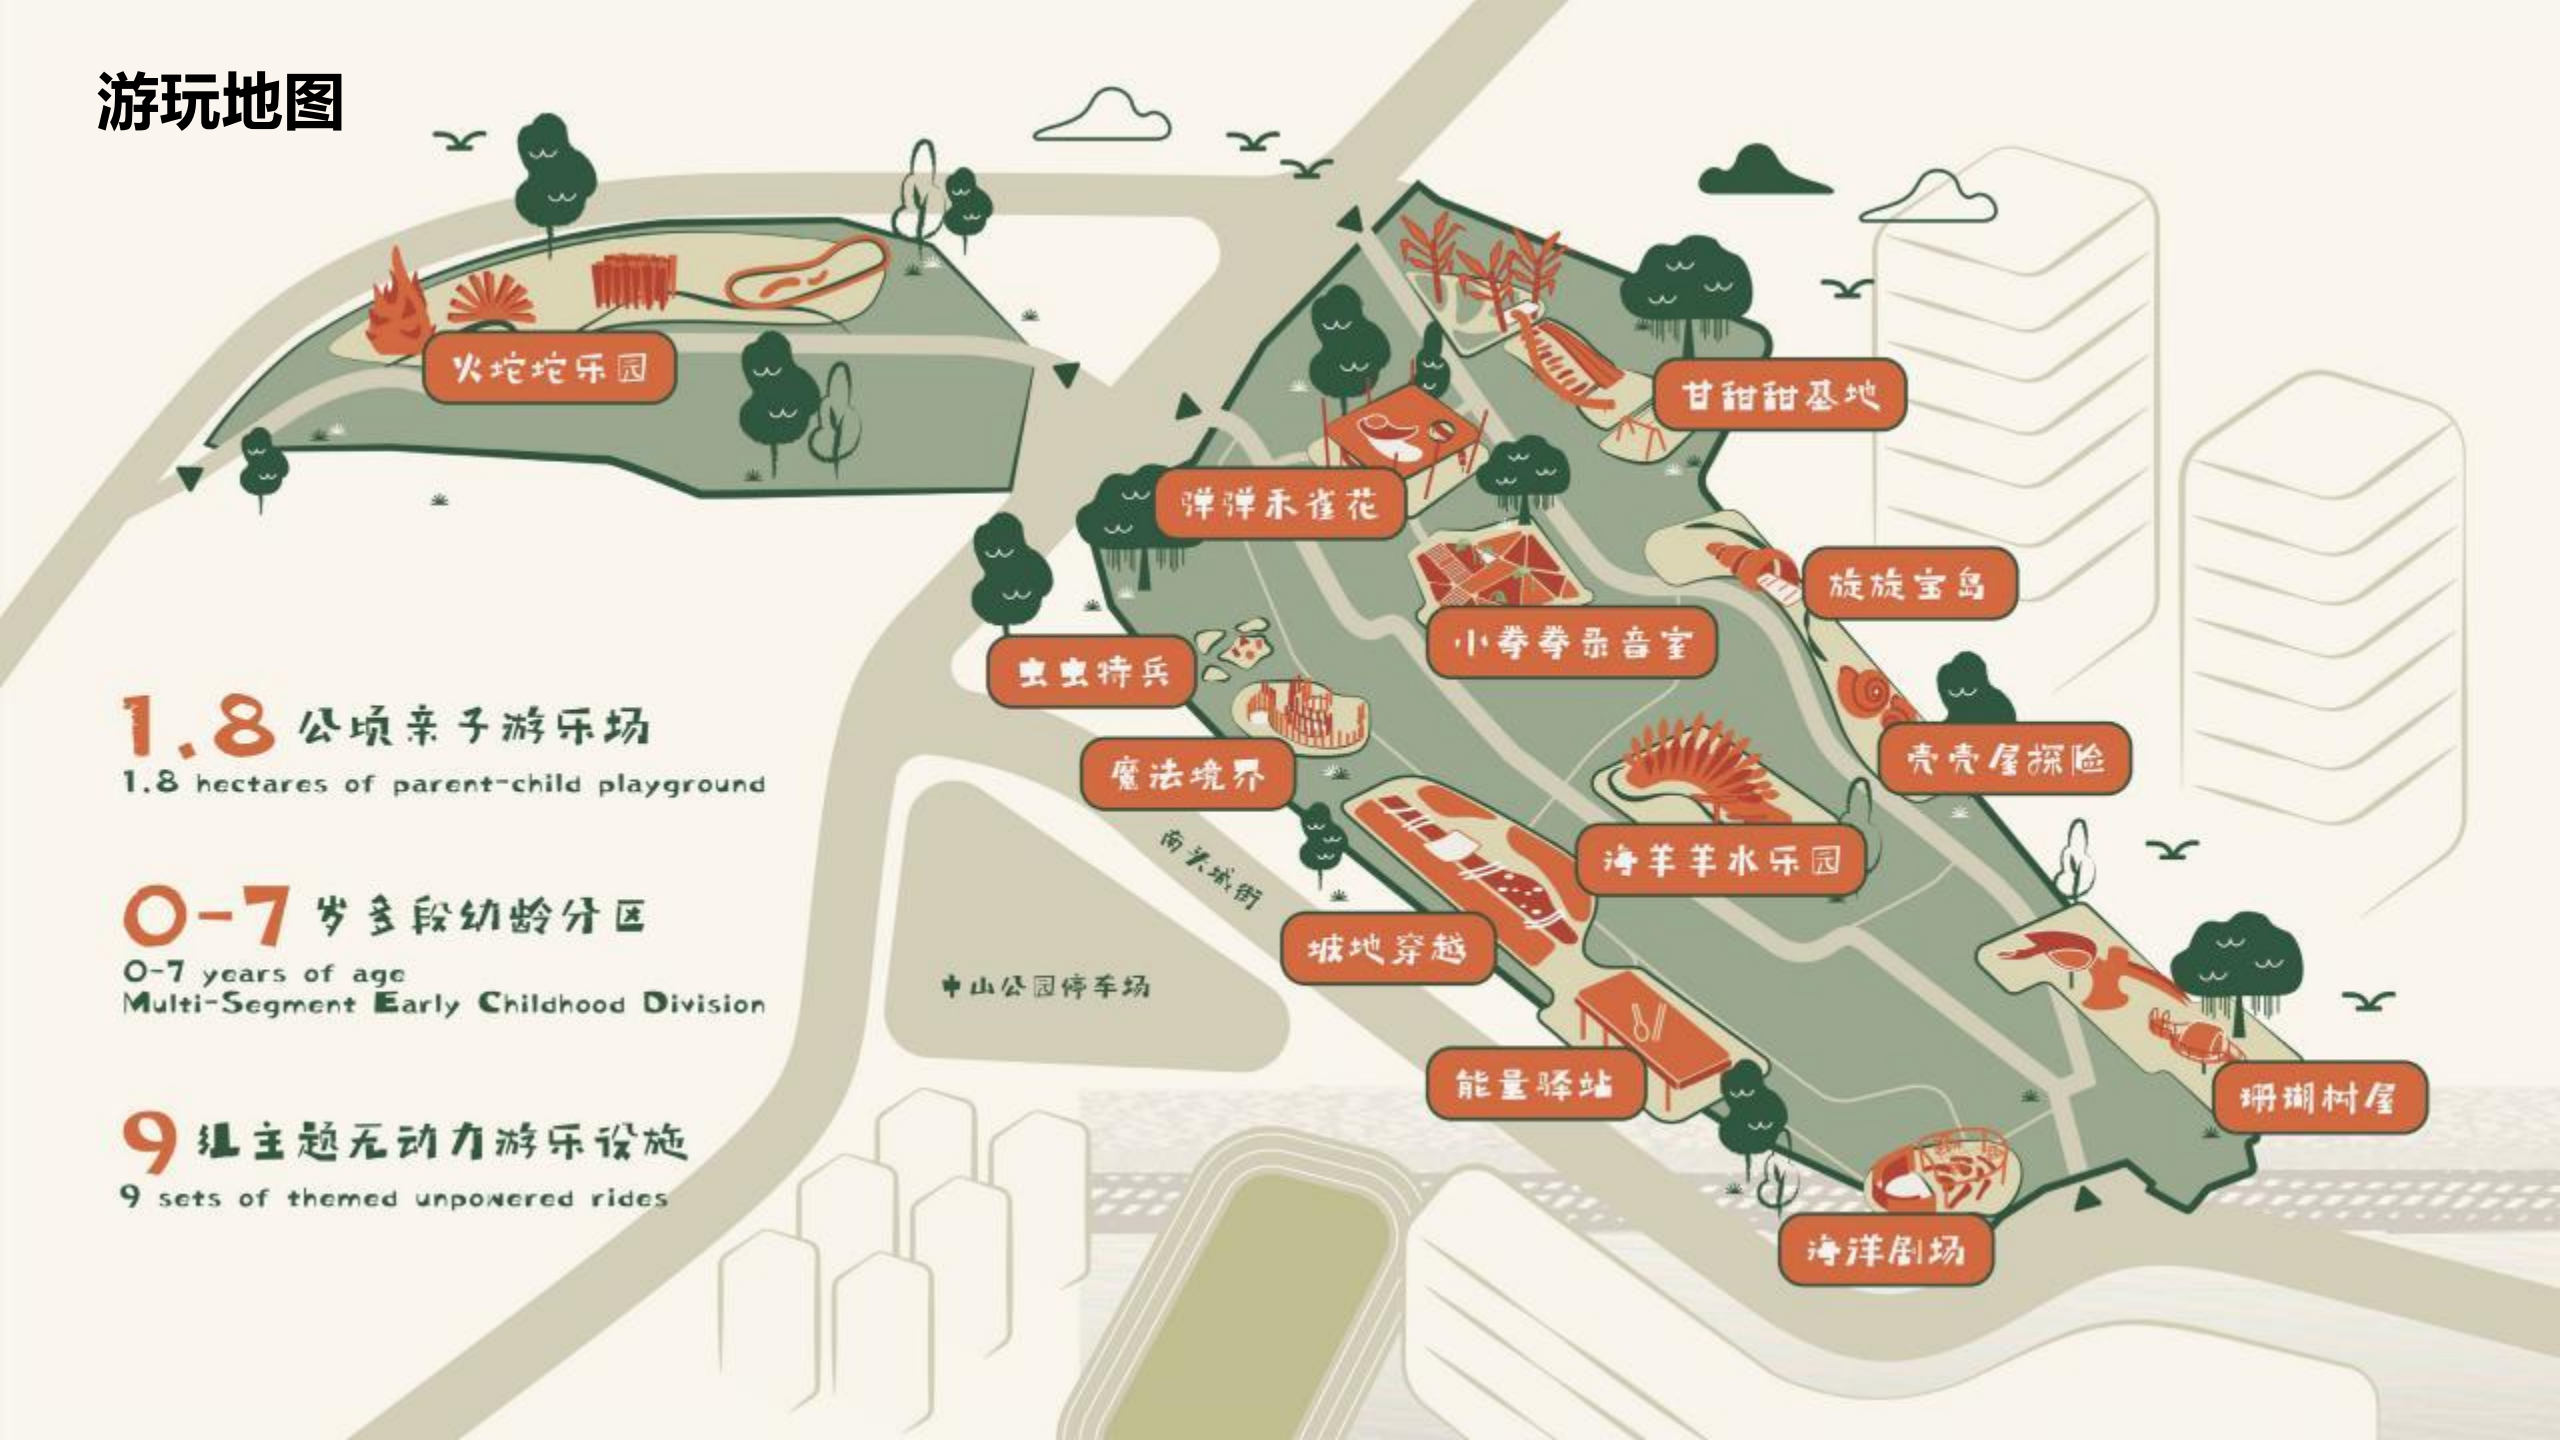 游玩地图
火坨坨乐园
甘甜甜基地
弹弹禾雀花
旋旋宝岛
小拳拳录音室
虫虫特兵
1.8公顷亲子游乐场
1.8 hectares of parent-child playground
壳壳屋探险
魔法境界
南头城街
海羊羊水乐园
0-7岁多段幼龄分区
0-7 years of age
Multi-Segment Early Childhood Division
坡地穿越
中山公园停车场
能量驿站
珊瑚树屋
9组主题无动力游乐设施
9 sets of themed unpowered rides
海洋剧场